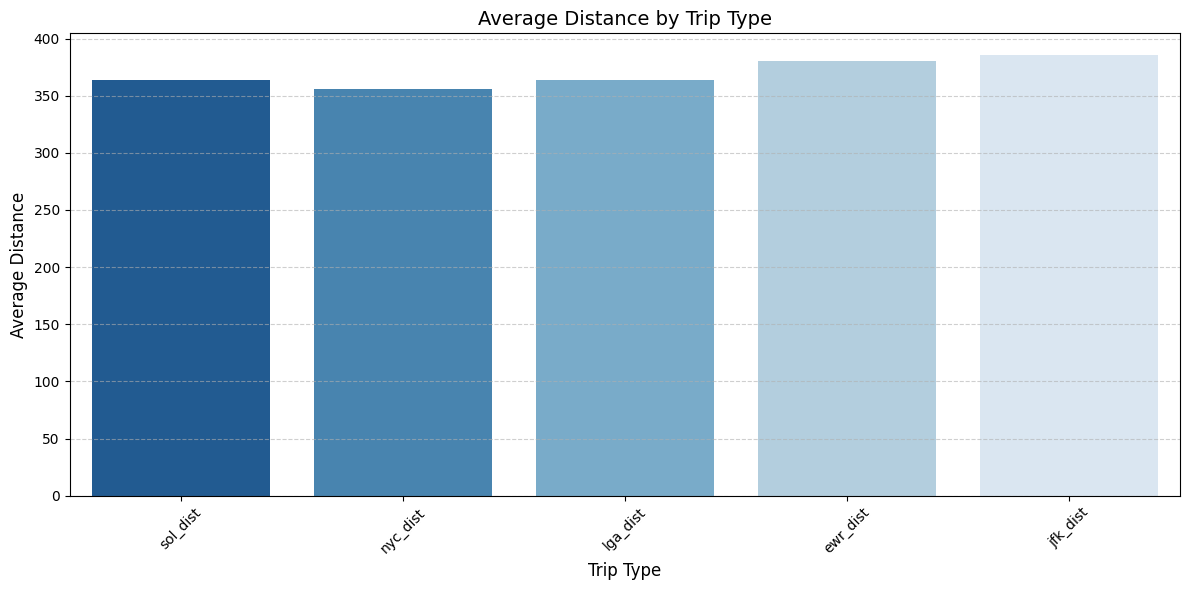 Average Distance by Trip Type
Average Distance
400
350
300
250
200
150
100
50
0
sol_dist
nyc_dist
lga_dist
ewr_dist
jfk_dist
Trip Type